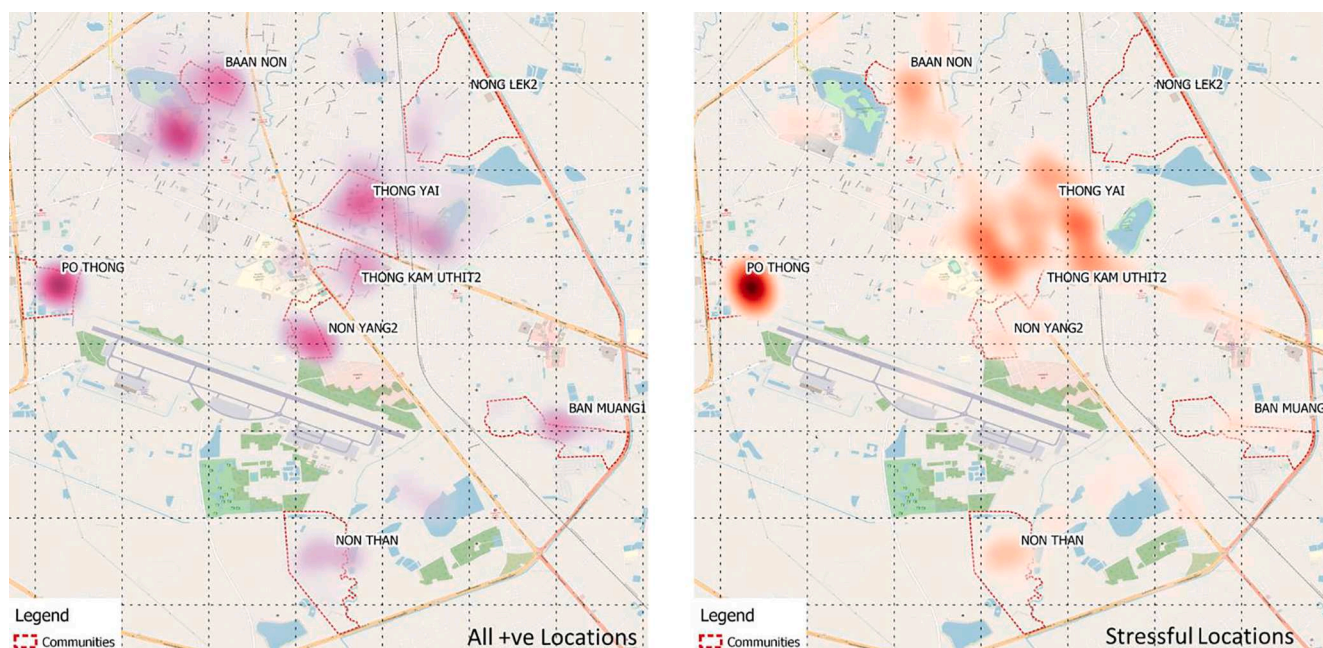 BAAN NON
NONG LEK2
THONG YAI
PO THONG
THONG KAM UTHIT2
NON YANG2
BAN MUANG1
NON THAN
Legend
Communities
All +ve Locations
BAAN NON
NONG LEK2
THONG YAI
PO THONG
THONG KAM UTHIT2
NON YANG2
BAN MUANG
NON THAN
Legend
Communities
Stressful Locations